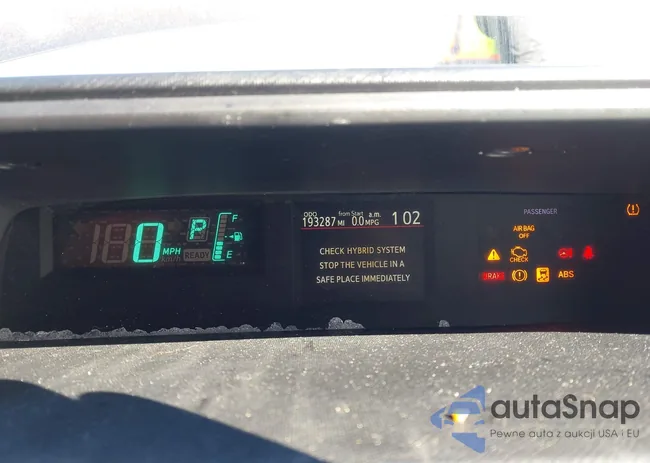 0 MPH
P
READY
F
E
ODO
193287 MI
from Start
0.0 MPG
a.m.
1 02
CHECK HYBRID SYSTEM
STOP THE VEHICLE IN A
SAFE PLACE IMMEDIATELY
PASSENGER
AIR BAG
OFF
CHECK
BRAKE
ABS
autaSnap
Pewne auta z aukcji USA i EU